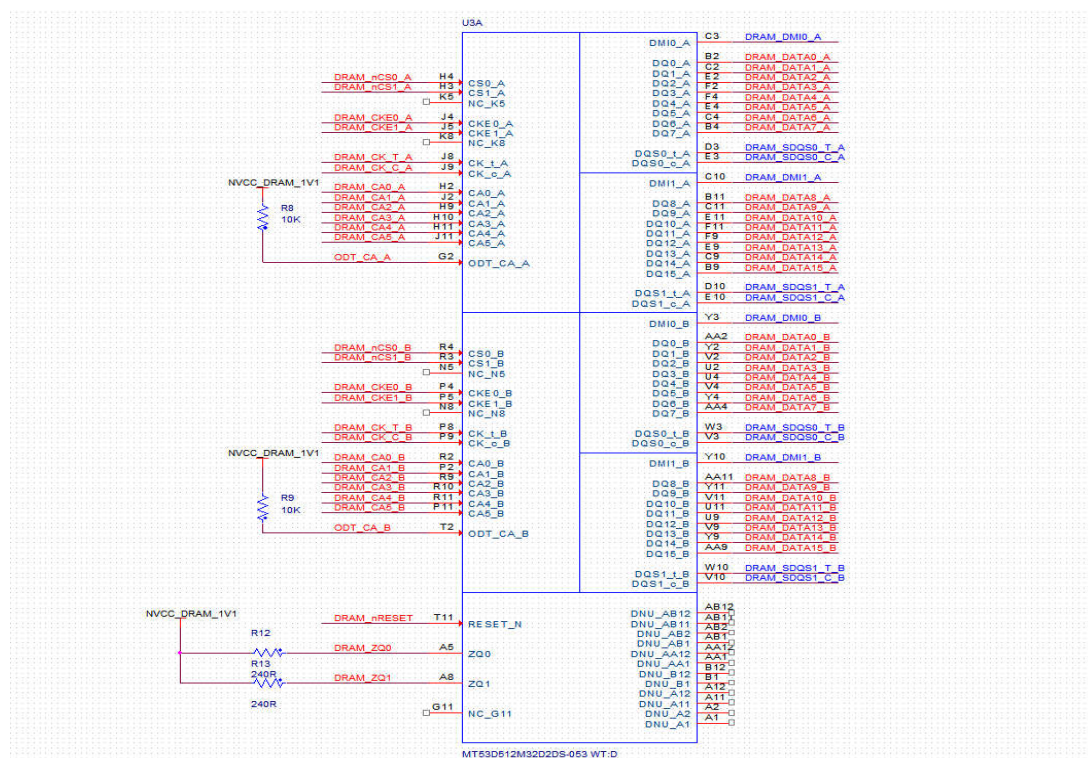 U3A
DMI0_A C3 DRAM_DMI0_A
DQ0_A B2 DRAM_DATA0_A
DQ1_A C2 DRAM_DATA1_A
DQ2_A E2 DRAM_DATA2_A
DQ3_A F2 DRAM_DATA3_A
DQ4_A F4 DRAM_DATA4_A
DQ5_A E4 DRAM_DATA5_A
DQ6_A C4 DRAM_DATA6_A
DQ7_A B4 DRAM_DATA7_A
DQS0_t_A D3 DRAM_SDQS0_T_A
DQS0_c_A E3 DRAM_SDQS0_C_A
DMI1_A C10 DRAM_DMI1_A
DQ8_A B11 DRAM_DATA8_A
DQ9_A C11 DRAM_DATA9_A
DQ10_A E11 DRAM_DATA10_A
DQ11_A F11 DRAM_DATA11_A
DQ12_A F9 DRAM_DATA12_A
DQ13_A E9 DRAM_DATA13_A
DQ14_A C9 DRAM_DATA14_A
DQ15_A B9 DRAM_DATA15_A
DQS1_t_A D10 DRAM_SDQS1_T_A
DQS1_c_A E10 DRAM_SDQS1_C_A
DRAM_nCS0_A H4 CS0_A
DRAM_nCS1_A H3 CS1_A
K5 NC_K5
DRAM_CKE0_A J4 CKE0_A
DRAM_CKE1_A J5 CKE1_A
K8 NC_K8
DRAM_CK_T_A J8 CK_t_A
DRAM_CK_C_A J9 CK_c_A
NVCC_DRAM_1V1
R8
10K
DRAM_CA0_A H2 CA0_A
DRAM_CA1_A J2 CA1_A
DRAM_CA2_A H9 CA2_A
DRAM_CA3_A H10 CA3_A
DRAM_CA4_A H11 CA4_A
DRAM_CA5_A J11 CA5_A
ODT_CA_A G2 ODT_CA_A
DMI0_B Y3 DRAM_DMI0_B
DQ0_B AA2 DRAM_DATA0_B
DQ1_B Y2 DRAM_DATA1_B
DQ2_B V2 DRAM_DATA2_B
DQ3_B U2 DRAM_DATA3_B
DQ4_B U4 DRAM_DATA4_B
DQ5_B V4 DRAM_DATA5_B
DQ6_B Y4 DRAM_DATA6_B
DQ7_B AA4 DRAM_DATA7_B
DQS0_t_B W3 DRAM_SDQS0_T_B
DQS0_c_B V3 DRAM_SDQS0_C_B
DMI1_B Y10 DRAM_DMI1_B
DQ8_B AA11 DRAM_DATA8_B
DQ9_B Y11 DRAM_DATA9_B
DQ10_B V11 DRAM_DATA10_B
DQ11_B U11 DRAM_DATA11_B
DQ12_B U9 DRAM_DATA12_B
DQ13_B V9 DRAM_DATA13_B
DQ14_B Y9 DRAM_DATA14_B
DQ15_B AA9 DRAM_DATA15_B
DQS1_t_B W10 DRAM_SDQS1_T_B
DQS1_c_B V10 DRAM_SDQS1_C_B
DRAM_nCS0_B R4 CS0_B
DRAM_nCS1_B R3 CS1_B
N5 NC_N5
DRAM_CKE0_B P4 CKE0_B
DRAM_CKE1_B P5 CKE1_B
N8 NC_N8
DRAM_CK_T_B P8 CK_t_B
DRAM_CK_C_B P9 CK_c_B
NVCC_DRAM_1V1
R9
10K
DRAM_CA0_B R2 CA0_B
DRAM_CA1_B P2 CA1_B
DRAM_CA2_B R9 CA2_B
DRAM_CA3_B R10 CA3_B
DRAM_CA4_B R11 CA4_B
DRAM_CA5_B P11 CA5_B
ODT_CA_B T2 ODT_CA_B
NVCC_DRAM_1V1
DRAM_nRESET T11 RESET_N
R12
DRAM_ZQ0 A5 ZQ0
R13
240R
DRAM_ZQ1 A8 ZQ1
240R
G11 NC_G11
DNU_AB12 AB12
DNU_AB11 AB11
DNU_AB2 AB2
DNU_AB1 AB1
DNU_AA12 AA12
DNU_AA1 AA1
DNU_B12 B12
DNU_B1 B1
DNU_A12 A12
DNU_A11 A11
DNU_A2 A2
DNU_A1 A1
MT53D512M32D2DS-053 WT:D